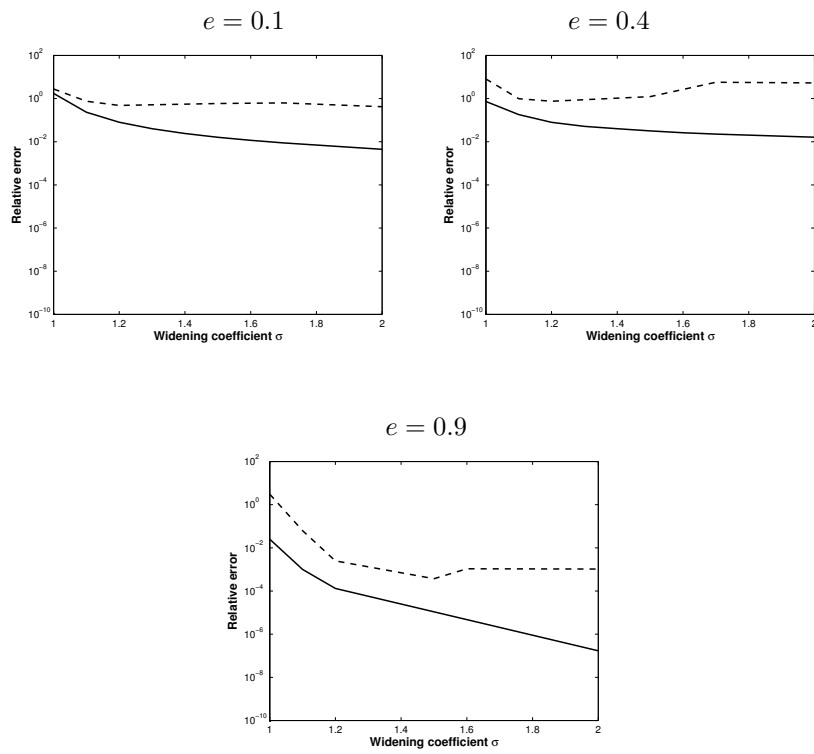 e = 0.1
10^2
10^0
10^-2
10^-4
10^-6
10^-8
10^-10
Relative error
1 1.2 1.4 1.6 1.8 2
Widening coefficient σ
e = 0.4
10^2
10^0
10^-2
10^-4
10^-6
10^-8
10^-10
Relative error
1 1.2 1.4 1.6 1.8 2
Widening coefficient σ
e = 0.9
10^2
10^0
10^-2
10^-4
10^-6
10^-8
10^-10
Relative error
1 1.2 1.4 1.6 1.8 2
Widening coefficient σ